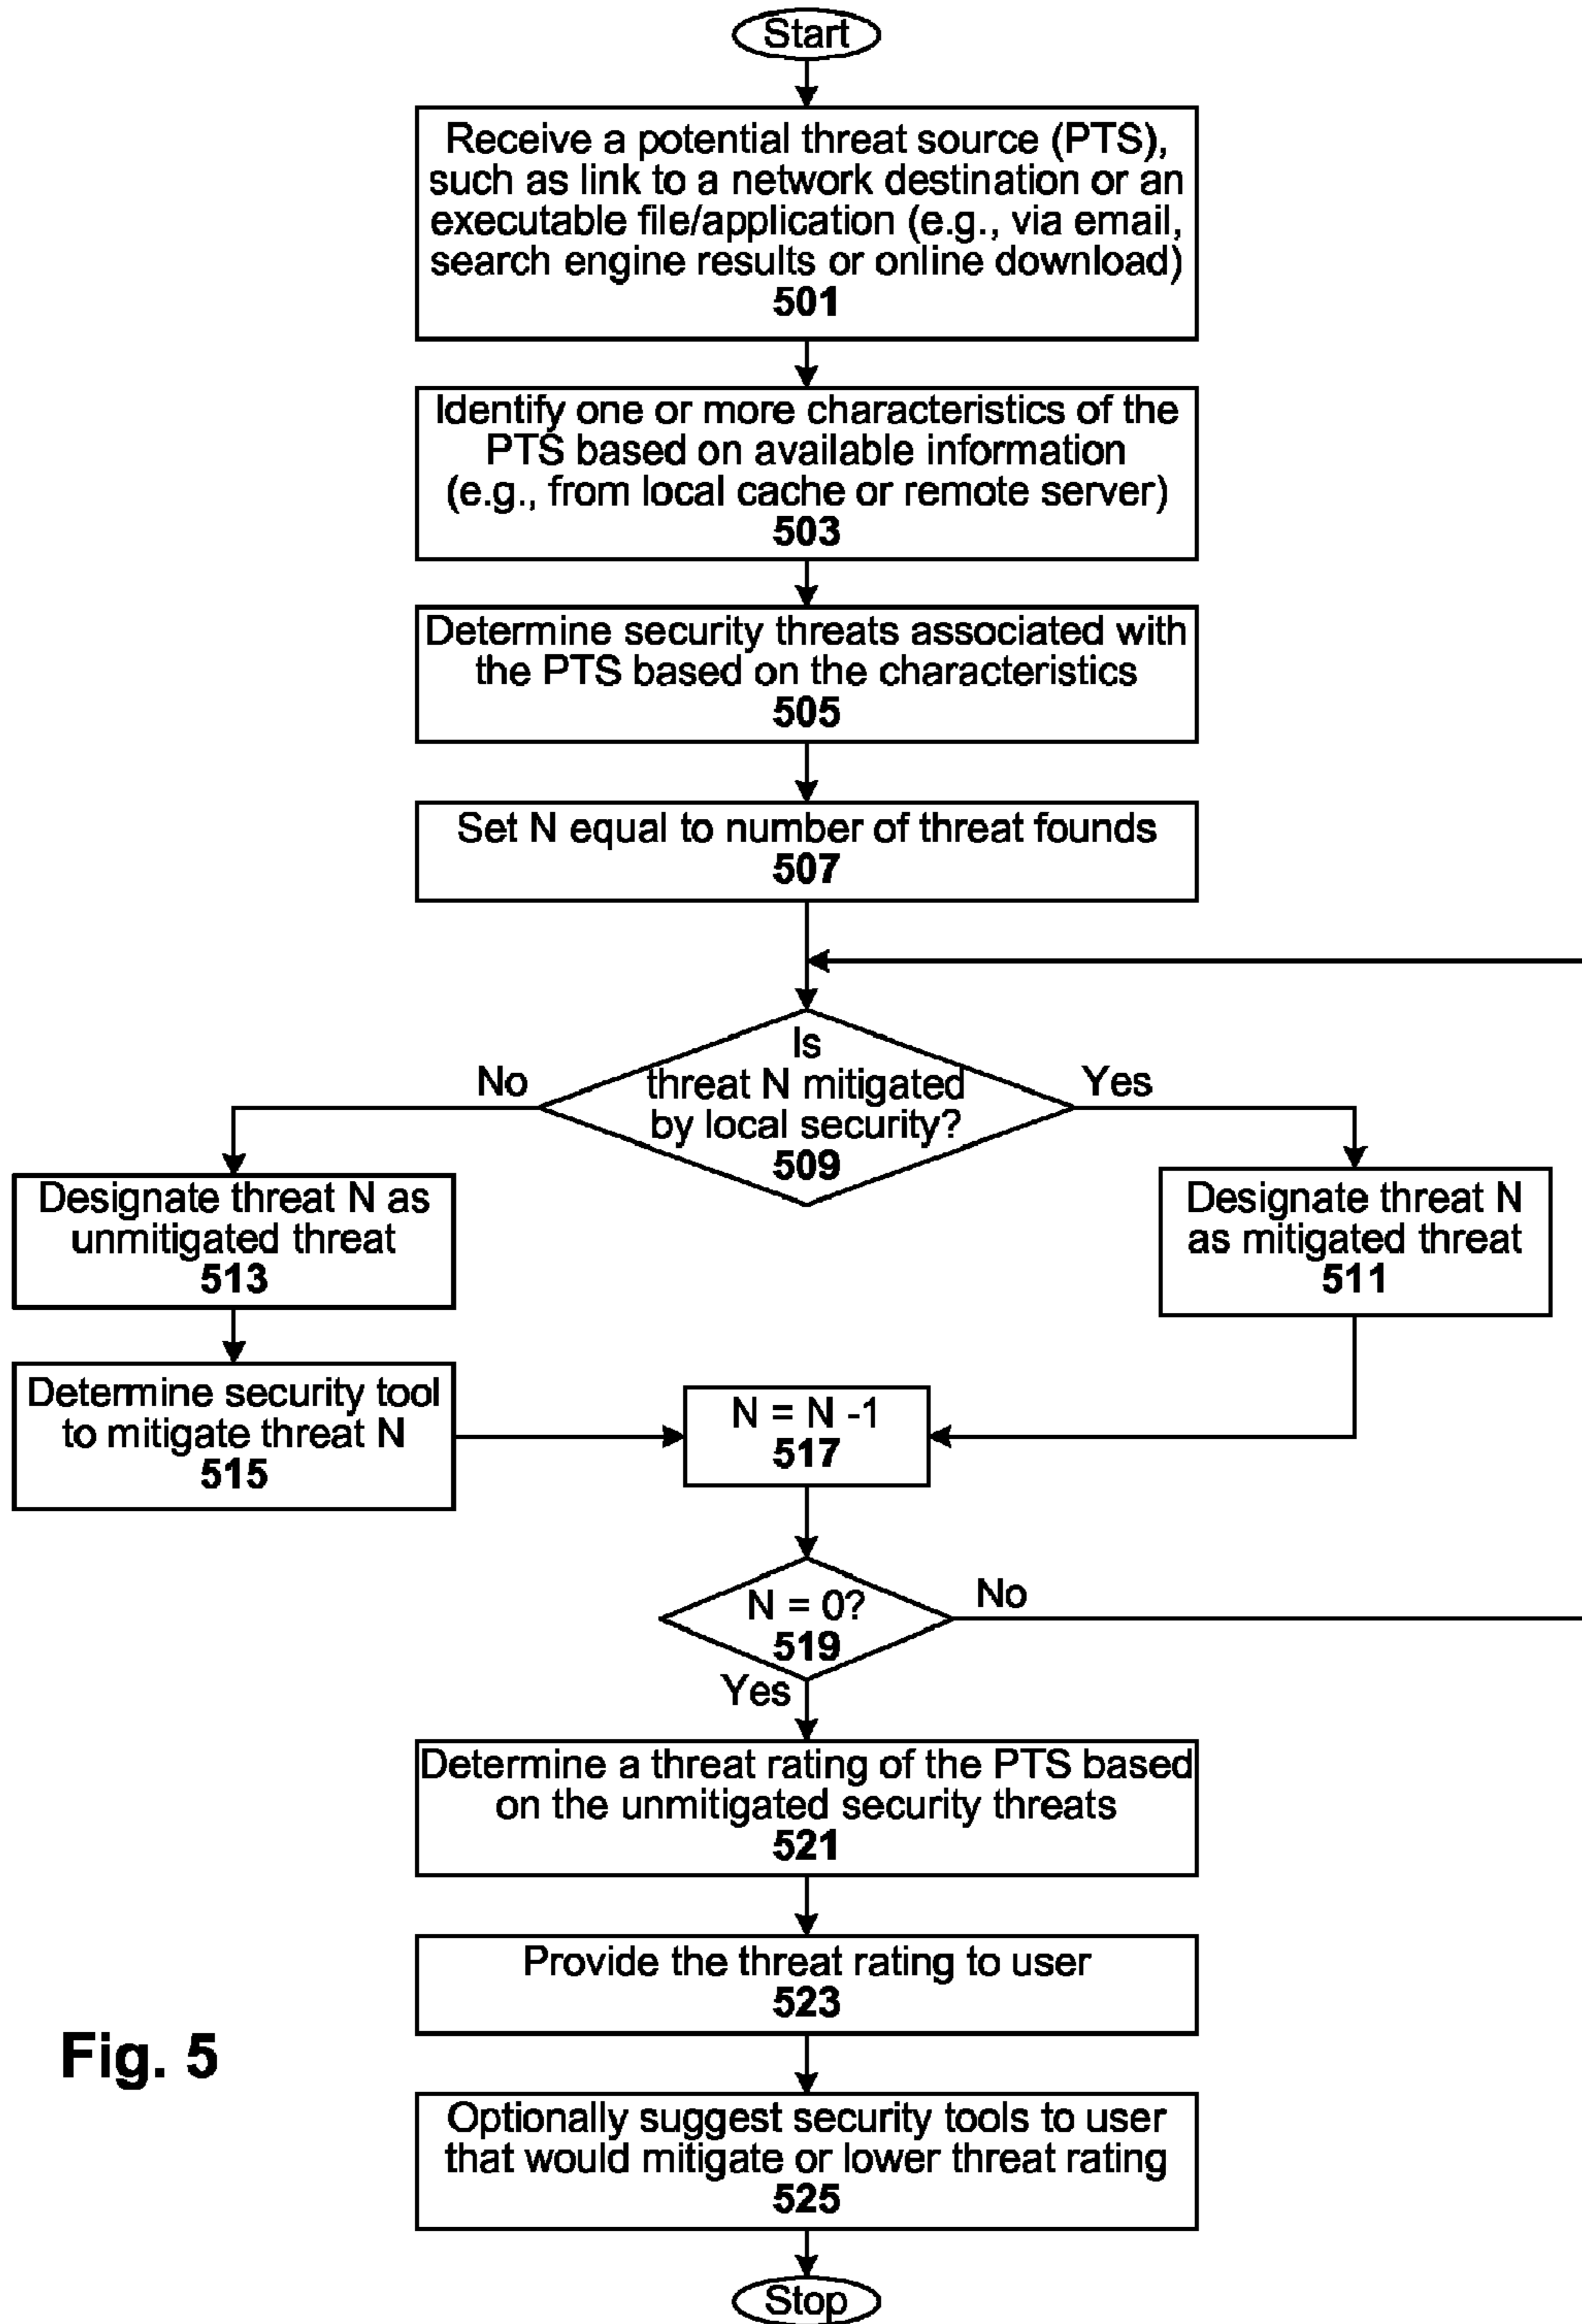 Start
Receive a potential threat source (PTS),
such as link to a network destination or an
executable file/application (e.g., via email,
search engine results or online download)
501
Identify one or more characteristics of the
PTS based on available information
(e.g., from local cache or remote server)
503
Determine security threats associated with
the PTS based on the characteristics
505
Set N equal to number of threat founds
507
Is
threat N mitigated
by local security?
509
No
Yes
Designate threat N as
unmitigated threat
513
Designate threat N
as mitigated threat
511
Determine security tool
to mitigate threat N
515
N = N -1
517
N = 0?
519
No
Yes
Determine a threat rating of the PTS based
on the unmitigated security threats
521
Provide the threat rating to user
523
Fig. 5
Optionally suggest security tools to user
that would mitigate or lower threat rating
525
Stop